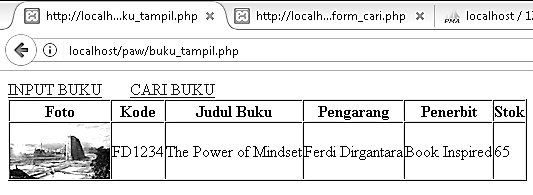 http://localh...ku_tampil.php × http://localh...form_cari.php × localhost / 12
localhost/paw/buku_tampil.php
INPUT BUKU CARI BUKU
Foto Kode Judul Buku Pengarang Penerbit Stok
FD1234 The Power of Mindset Ferdi Dirgantara Book Inspired 65